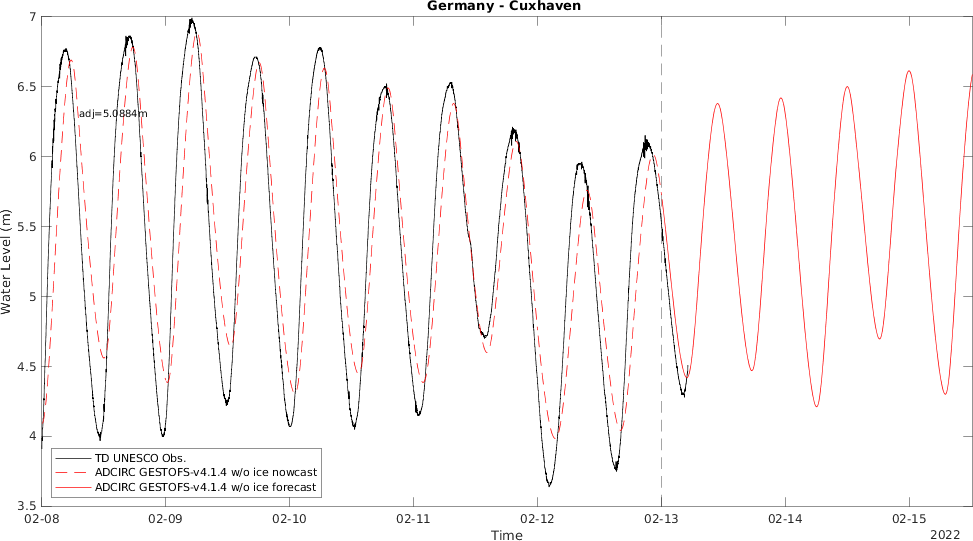 Germany - Cuxhaven
7
6.5
6
5.5
5
4.5
4
3.5
Water Level (m)
adj=5.0884m
TD UNESCO Obs.
ADCIRC GESTOFS-v4.1.4 w/o ice nowcast
ADCIRC GESTOFS-v4.1.4 w/o ice forecast
02-08
02-09
02-10
02-11
02-12
02-13
02-14
02-15
Time
2022